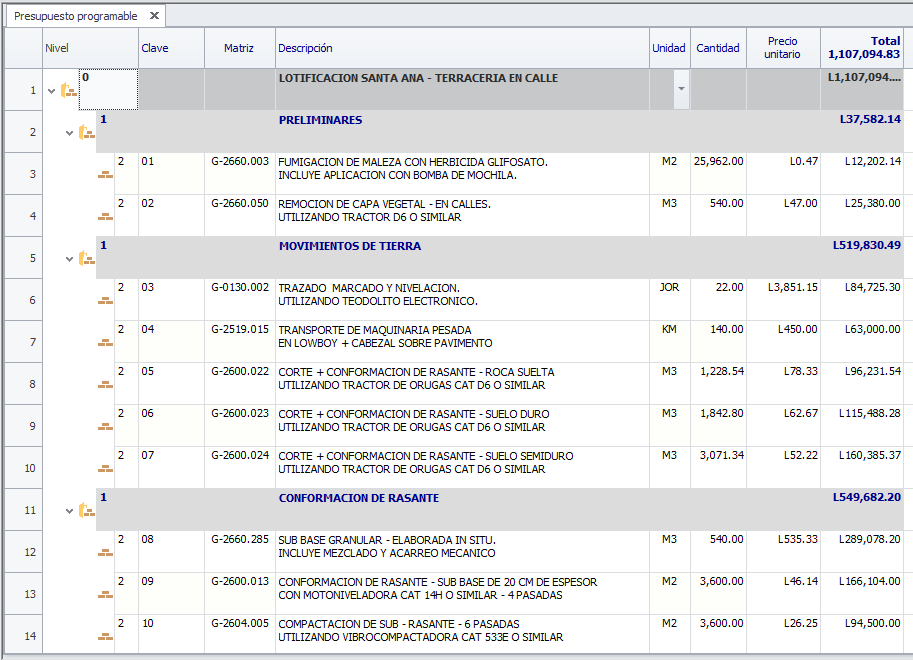 Presupuesto programable
Nivel Clave Matriz Descripción Unidad Cantidad Precio unitario Total 1,107,094.83
1 0 LOTIFICACION SANTA ANA - TERRACERIA EN CALLE L1,107,094....
2 1 PRELIMINARES L37,582.14
3 2 01 G-2660.003 FUMIGACION DE MALEZA CON HERBICIDA GLIFOSATO. M2 25,962.00 L0.47 L12,202.14
INCLUYE APLICACION CON BOMBA DE MOCHILA.
4 2 02 G-2660.050 REMOCION DE CAPA VEGETAL - EN CALLES. M3 540.00 L47.00 L25,380.00
UTILIZANDO TRACTOR D6 O SIMILAR
5 1 MOVIMIENTOS DE TIERRA L519,830.49
6 2 03 G-0130.002 TRAZADO MARCADO Y NIVELACION. JOR 22.00 L3,851.15 L84,725.30
UTILIZANDO TEODOLITO ELECTRONICO.
7 2 04 G-2519.015 TRANSPORTE DE MAQUINARIA PESADA KM 140.00 L450.00 L63,000.00
EN LOWBOY + CABEZAL SOBRE PAVIMENTO
8 2 05 G-2600.022 CORTE + CONFORMACION DE RASANTE - ROCA SUELTA M3 1,228.54 L78.33 L96,231.54
UTILIZANDO TRACTOR DE ORUGAS CAT D6 O SIMILAR
9 2 06 G-2600.023 CORTE + CONFORMACION DE RASANTE - SUELO DURO M3 1,842.80 L62.67 L115,488.28
UTILIZANDO TRACTOR DE ORUGAS CAT D6 O SIMILAR
10 2 07 G-2600.024 CORTE + CONFORMACION DE RASANTE - SUELO SEMIDURO M3 3,071.34 L52.22 L160,385.37
UTILIZANDO TRACTOR DE ORUGAS CAT D6 O SIMILAR
11 1 CONFORMACION DE RASANTE L549,682.20
12 2 08 G-2660.285 SUB BASE GRANULAR - ELABORADA IN SITU. M3 540.00 L535.33 L289,078.20
INCLUYE MEZCLADO Y ACARREO MECANICO
13 2 09 G-2600.013 CONFORMACION DE RASANTE - SUB BASE DE 20 CM DE ESPESOR M2 3,600.00 L46.14 L166,104.00
CON MOTONIVELADORA CAT 14H O SIMILAR - 4 PASADAS
14 2 10 G-2604.005 COMPACTACION DE SUB - RASANTE - 6 PASADAS M2 3,600.00 L26.25 L94,500.00
UTILIZANDO VIBROCOMPACTADORA CAT 533E O SIMILAR